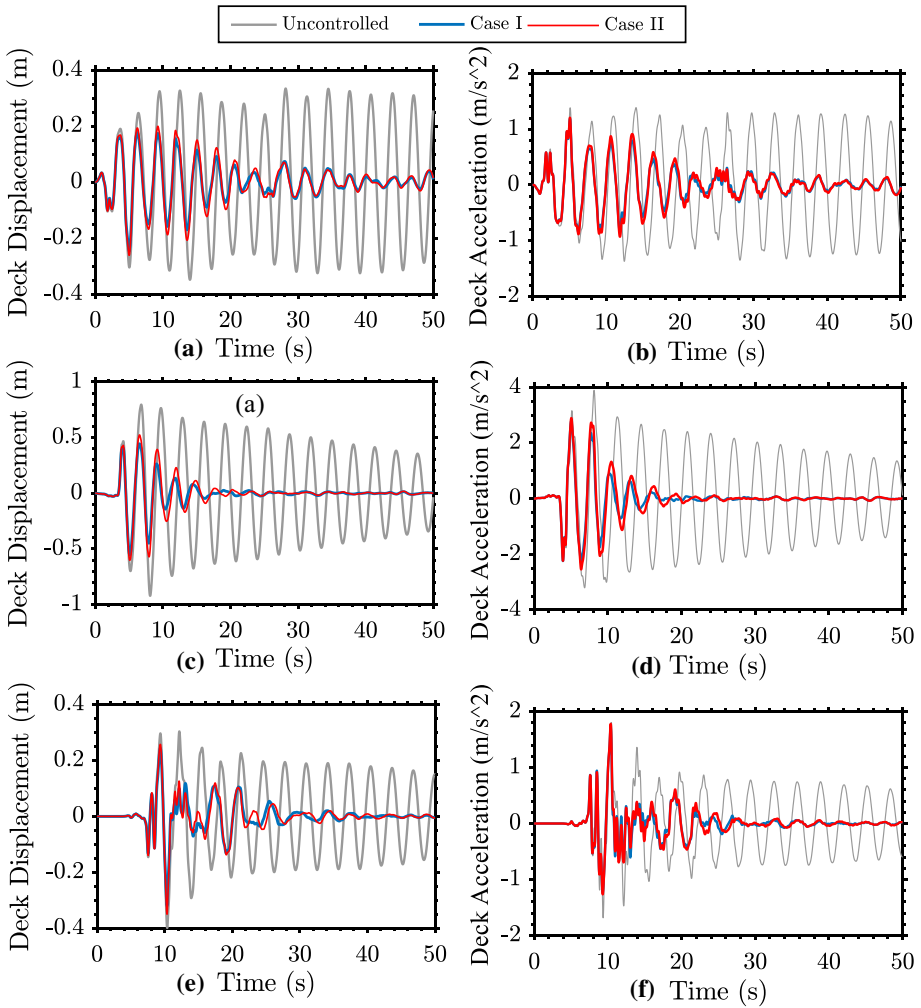 Uncontrolled Case I Case II
Deck Displacement (m)
0.4
0.2
0
-0.2
-0.4
0 10 20 30 40 50
(a) Time (s)
Deck Acceleration (m/s^2)
2
1
0
-1
-2
0 10 20 30 40 50
(b) Time (s)
Deck Displacement (m)
1
0.5
0
-0.5
-1
(a)
0 10 20 30 40 50
(c) Time (s)
Deck Acceleration (m/s^2)
4
2
0
-2
-4
0 10 20 30 40 50
(d) Time (s)
Deck Displacement (m)
0.4
0.2
0
-0.2
-0.4
0 10 20 30 40 50
(e) Time (s)
Deck Acceleration (m/s^2)
2
1
0
-1
-2
0 10 20 30 40 50
(f) Time (s)